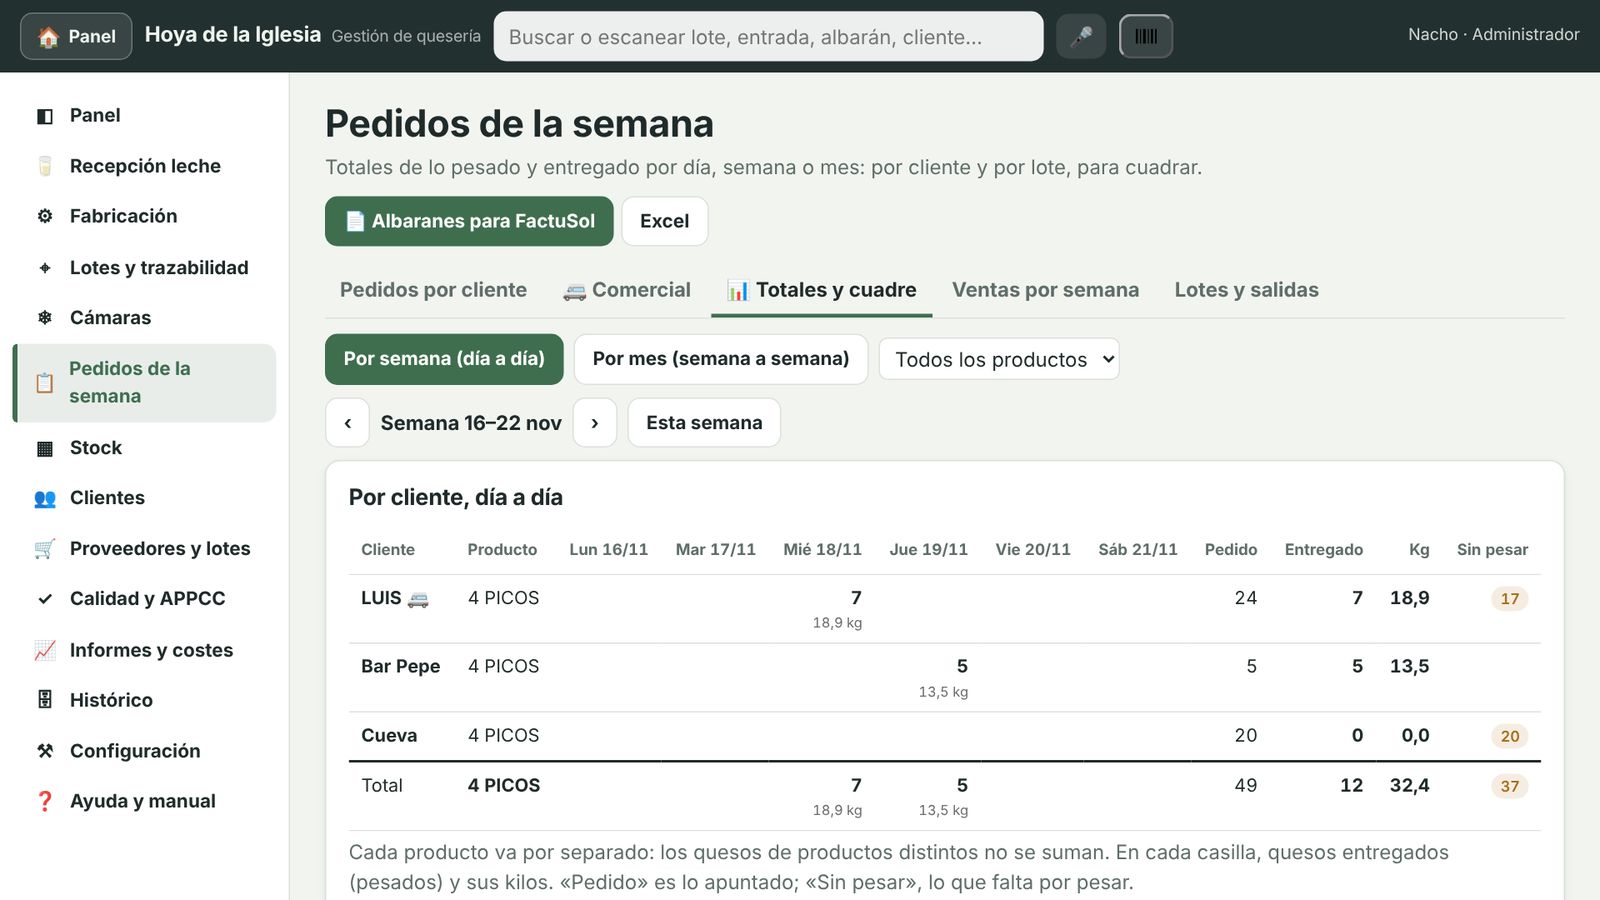 Panel
Hoya de la Iglesia Gestión de quesería
Buscar o escanear lote, entrada, albarán, cliente...
Nacho · Administrador
Panel
Recepción leche
Fabricación
Lotes y trazabilidad
Cámaras
Pedidos de la
semana
Stock
Clientes
Proveedores y lotes
Calidad y APPCC
Informes y costes
Histórico
Configuración
Ayuda y manual
Pedidos de la semana
Totales de lo pesado y entregado por día, semana o mes: por cliente y por lote, para cuadrar.
Albaranes para FactuSol Excel
Pedidos por cliente Comercial Totales y cuadre Ventas por semana Lotes y salidas
Por semana (día a día) Por mes (semana a semana) Todos los productos
‹ Semana 16–22 nov › Esta semana
Por cliente, día a día
Cliente Producto Lun 16/11 Mar 17/11 Mié 18/11 Jue 19/11 Vie 20/11 Sáb 21/11 Pedido Entregado Kg Sin pesar
LUIS 4 PICOS 7 24 7 18,9 17
18,9 kg
Bar Pepe 4 PICOS 5 5 5 13,5
13,5 kg
Cueva 4 PICOS 20 0 0,0 20
Total 4 PICOS 7 5 49 12 32,4 37
18,9 kg 13,5 kg
Cada producto va por separado: los quesos de productos distintos no se suman. En cada casilla, quesos entregados
(pesados) y sus kilos. «Pedido» es lo apuntado; «Sin pesar», lo que falta por pesar.